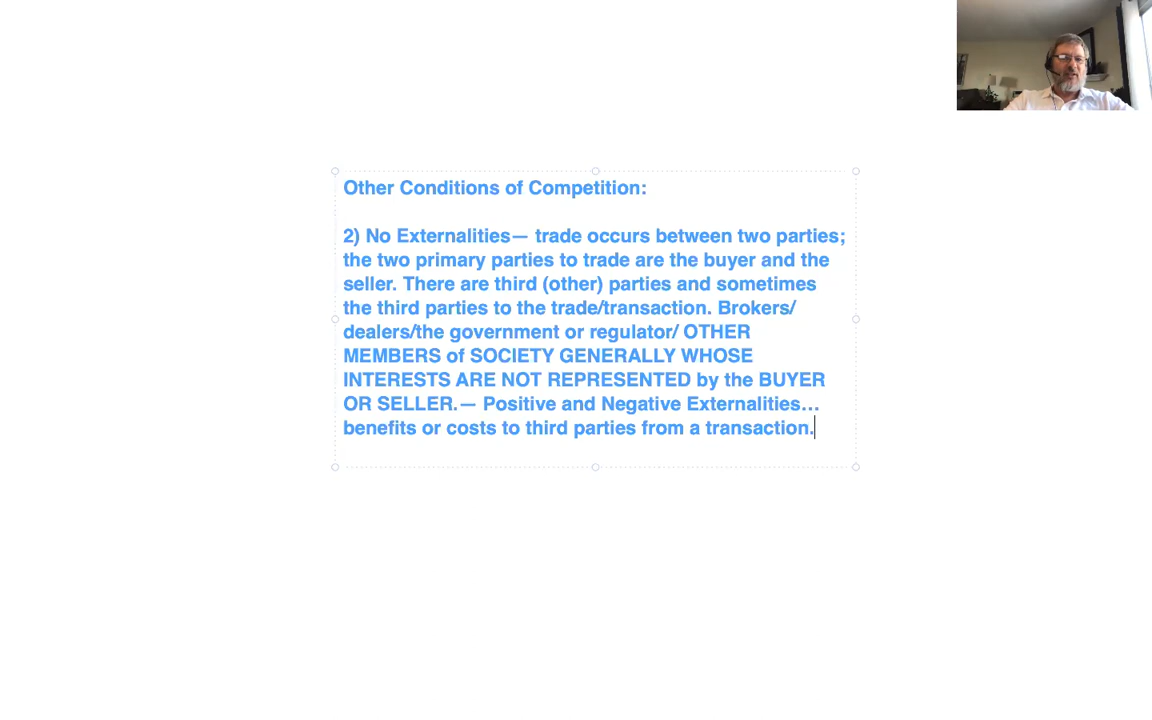 Other Conditions of Competition:
2) No Externalities— trade occurs between two parties;
the two primary parties to trade are the buyer and the
seller. There are third (other) parties and sometimes
the third parties to the trade/transaction. Brokers/
dealers/the government or regulator/ OTHER
MEMBERS of SOCIETY GENERALLY WHOSE
INTERESTS ARE NOT REPRESENTED by the BUYER
OR SELLER.— Positive and Negative Externalities…
benefits or costs to third parties from a transaction.